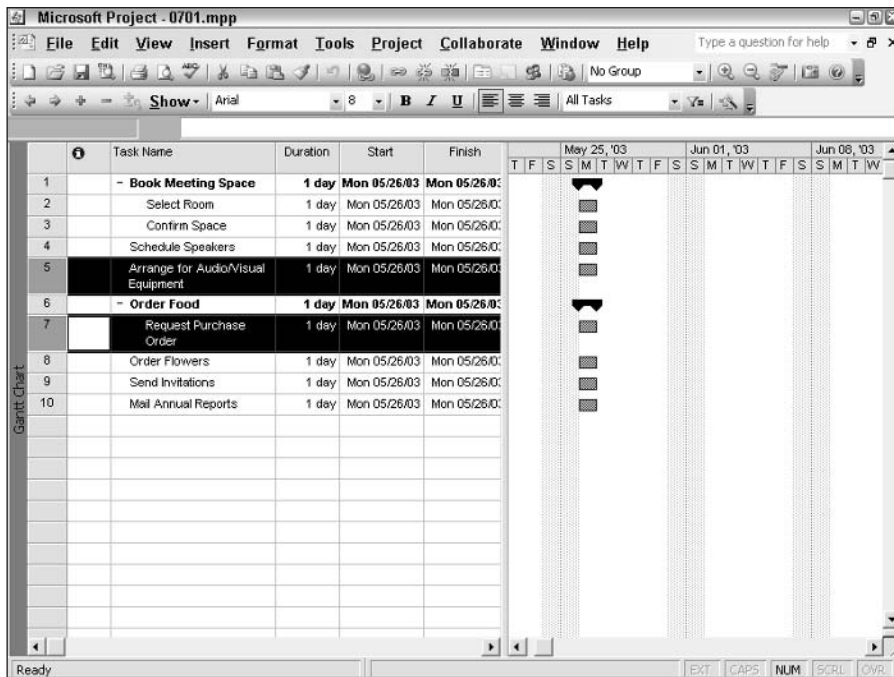 Microsoft Project - 0701.mpp
File Edit View Insert Format Tools Project Collaborate Window Help Type a question for help
No Group
Show Arial 8 B I U All Tasks
Task Name Duration Start Finish May 25, '03 Jun 01, '03 Jun 08, '03
T F S S M T W T F S S M T W T F S S M T W
1 − Book Meeting Space 1 day Mon 05/26/03 Mon 05/26/03
2 Select Room 1 day Mon 05/26/03 Mon 05/26/0
3 Confirm Space 1 day Mon 05/26/03 Mon 05/26/0
4 Schedule Speakers 1 day Mon 05/26/03 Mon 05/26/0
5 Arrange for Audio/Visual Equipment 1 day Mon 05/26/03 Mon 05/26/0
6 − Order Food 1 day Mon 05/26/03 Mon 05/26/03
7 Request Purchase Order 1 day Mon 05/26/03 Mon 05/26/0
8 Order Flowers 1 day Mon 05/26/03 Mon 05/26/0
9 Send Invitations 1 day Mon 05/26/03 Mon 05/26/0
10 Mail Annual Reports 1 day Mon 05/26/03 Mon 05/26/0
Gantt Chart
Ready EXT CAPS NUM SCRL OVR